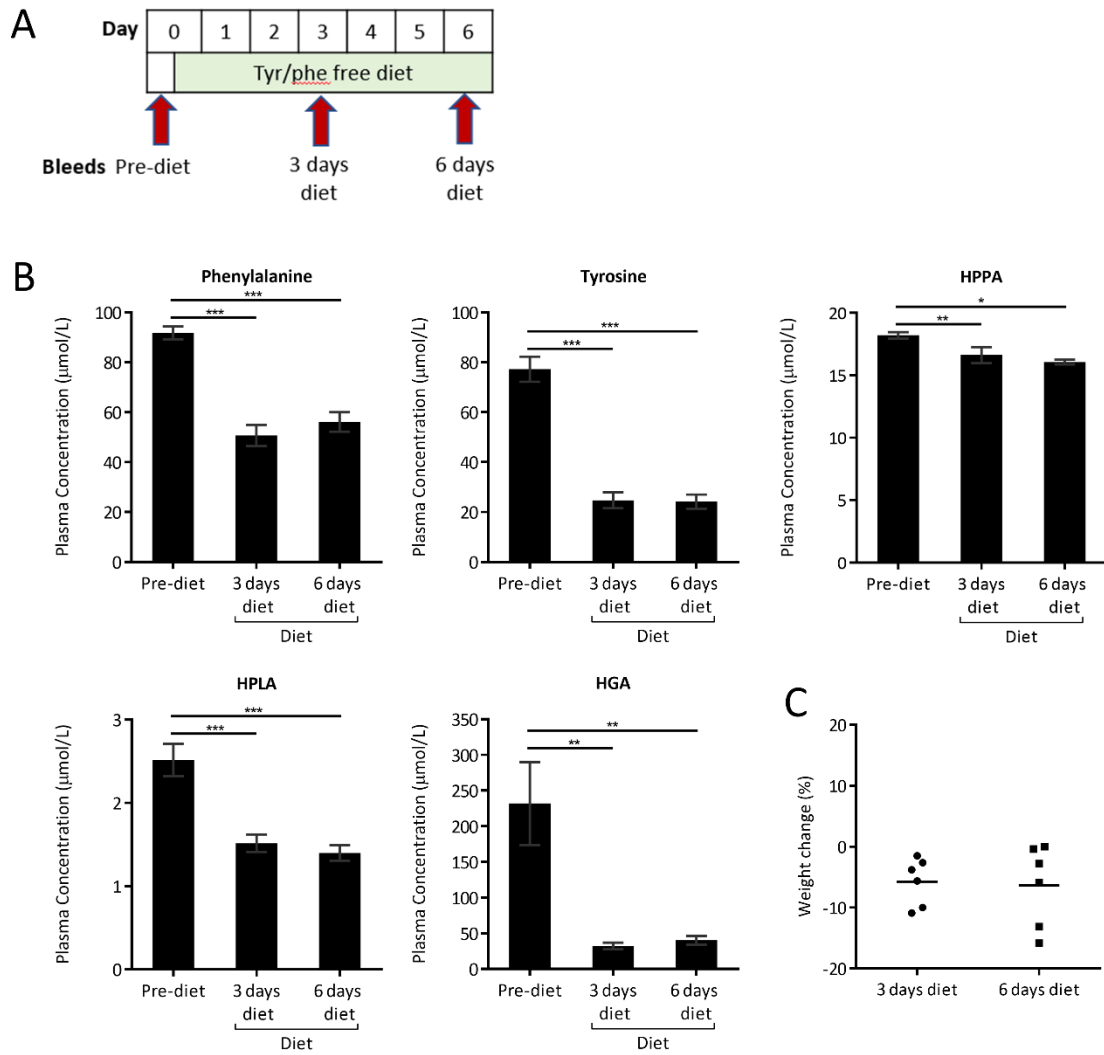 A
Day 0 1 2 3 4 5 6
Tyr/phe free diet
Bleeds Pre-diet 3 days diet 6 days diet
B
Phenylalanine
Plasma Concentration (µmol/L)
100
80
60
40
20
0
***
***
Pre-diet 3 days diet 6 days diet
Diet
Tyrosine
Plasma Concentration (µmol/L)
100
80
60
40
20
0
***
***
Pre-diet 3 days diet 6 days diet
Diet
HPPA
Plasma Concentration (µmol/L)
20
15
10
5
0
*
**
Pre-diet 3 days diet 6 days diet
Diet
HPLA
Plasma Concentration (µmol/L)
3
2
1
0
***
***
Pre-diet 3 days diet 6 days diet
Diet
HGA
Plasma Concentration (µmol/L)
350
300
250
200
150
100
50
0
**
**
Pre-diet 3 days diet 6 days diet
Diet
C
Weight change (%)
20
10
0
-10
-20
3 days diet 6 days diet